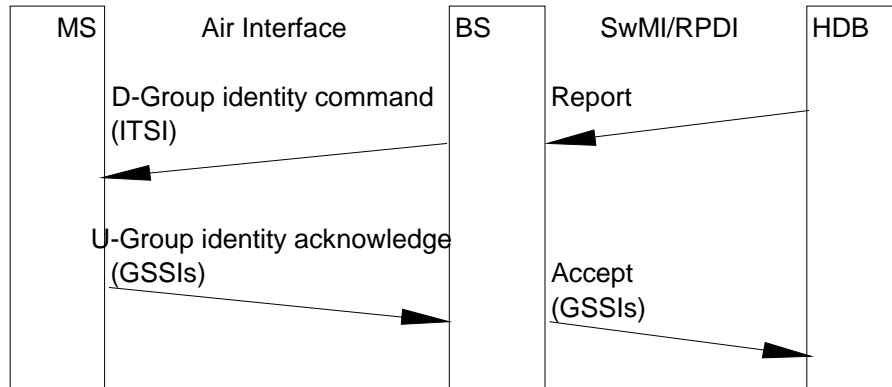 MS Air Interface BS SwMI/RPDI HDB
D-Group identity command
(ITSI)
Report
U-Group identity acknowledge
(GSSIs)
Accept
(GSSIs)